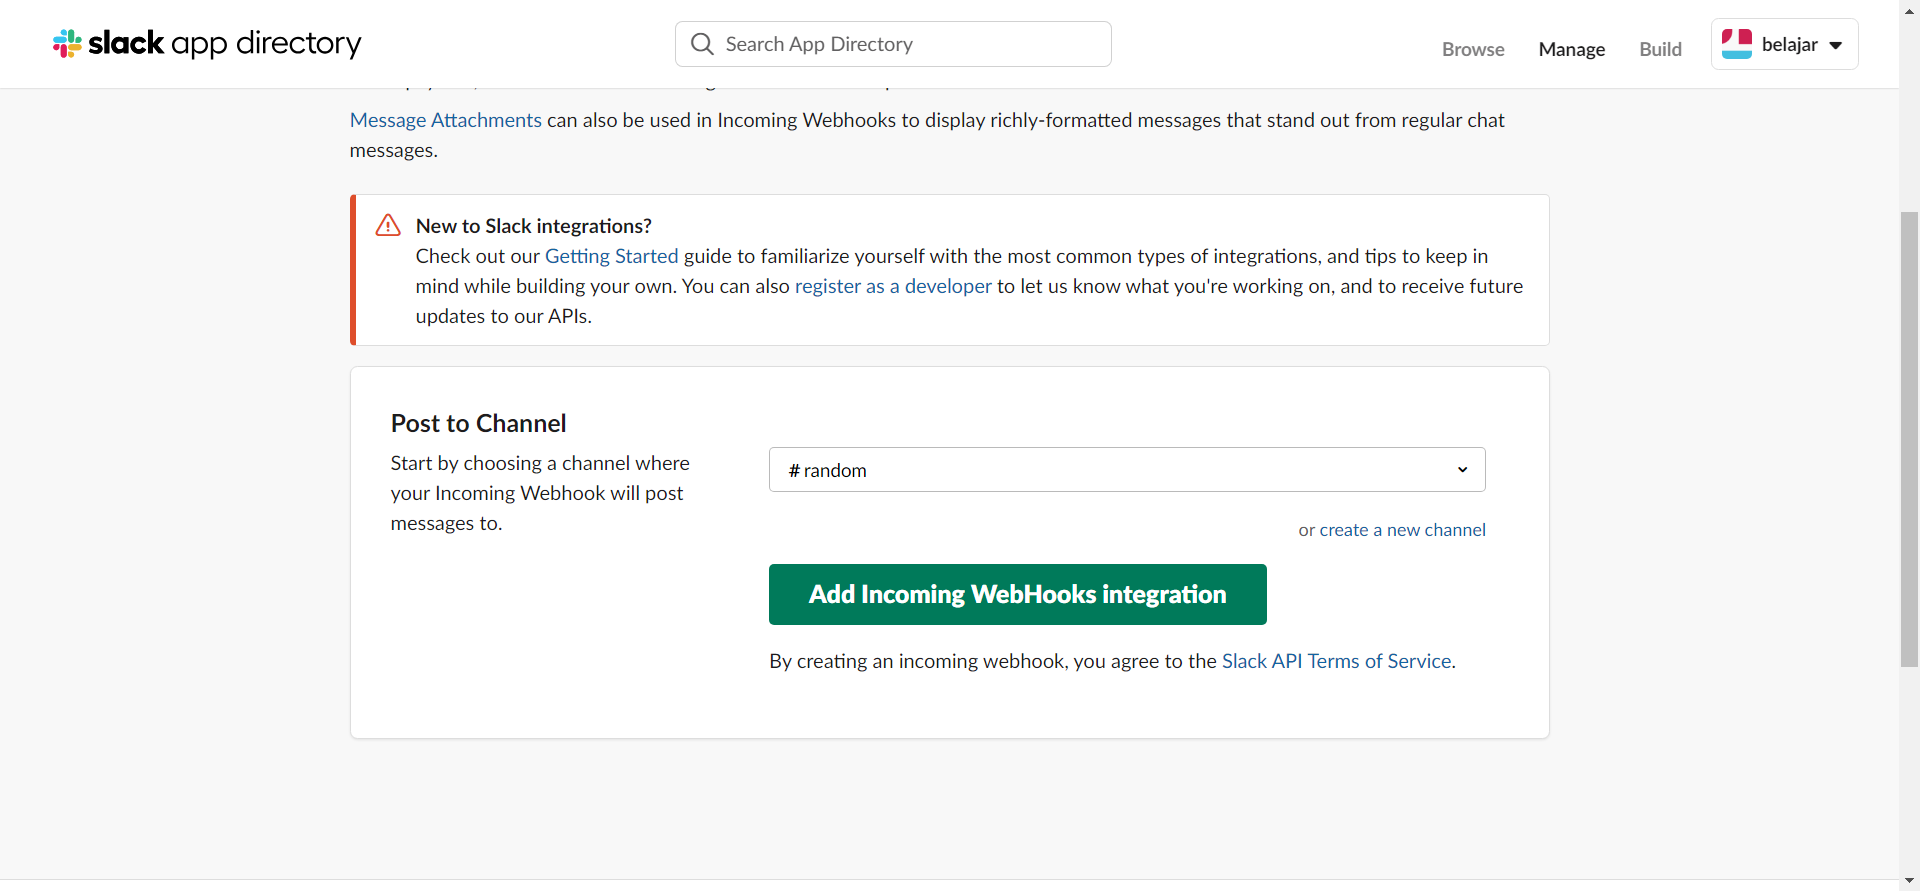 slack app directory
Search App Directory
Browse
Manage
Build
belajar
Message Attachments can also be used in Incoming Webhooks to display richly-formatted messages that stand out from regular chat
messages.
New to Slack integrations?
Check out our Getting Started guide to familiarize yourself with the most common types of integrations, and tips to keep in
mind while building your own. You can also register as a developer to let us know what you're working on, and to receive future
updates to our APIs.
Post to Channel
Start by choosing a channel where
your Incoming Webhook will post
messages to.
# random
or create a new channel
Add Incoming WebHooks integration
By creating an incoming webhook, you agree to the Slack API Terms of Service.